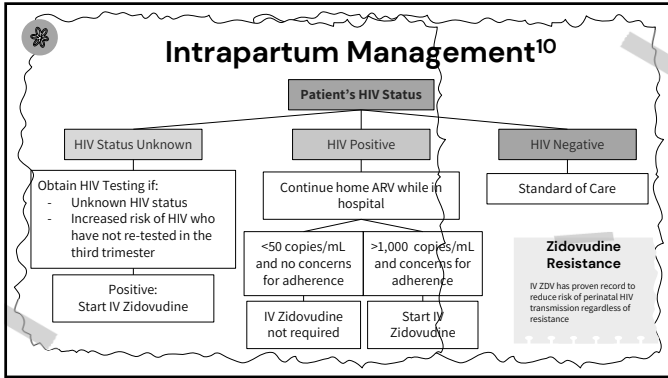 Intrapartum Management10
Patient's HIV Status
HIV Status Unknown
Obtain HIV Testing if:
- Unknown HIV status
- Increased risk of HIV who
have not re-tested in the
third trimester
Positive:
Start IV Zidovudine
HIV Positive
Continue home ARV while in
hospital
<50 copies/mL
and no concerns
for adherence
IV Zidovudine
not required
>1,000 copies/mL
and concerns for
adherence
Start IV
Zidovudine
HIV Negative
Standard of Care
Zidovudine
Resistance
IV ZDV has proven record to
reduce risk of perinatal HIV
transmission regardless of
resistance